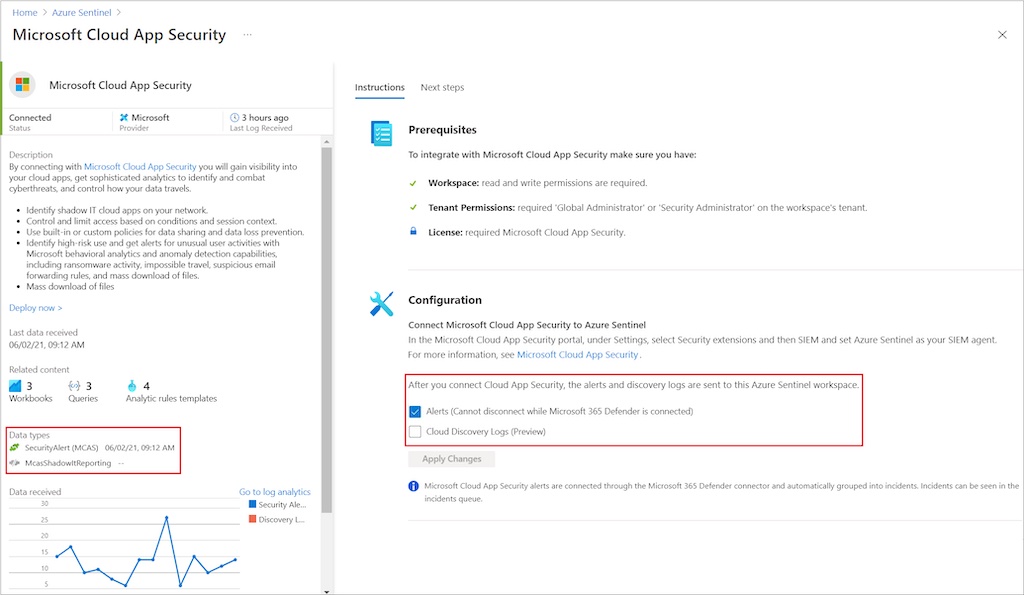 Home > Azure Sentinel >
Microsoft Cloud App Security ...
Microsoft Cloud App Security
Connected
Status
Microsoft
Provider
3 hours ago
Last Log Received
Description
By connecting with Microsoft Cloud App Security you will gain visibility into
your cloud apps, get sophisticated analytics to identify and combat
cyberthreats, and control how your data travels.
• Identify shadow IT cloud apps on your network.
• Control and limit access based on conditions and session context.
• Use built-in or custom policies for data sharing and data loss prevention.
• Identify high-risk use and get alerts for unusual user activities with
Microsoft behavioral analytics and anomaly detection capabilities,
including ransomware activity, impossible travel, suspicious email
forwarding rules, and mass download of files.
• Mass download of files
Deploy now >
Last data received
06/02/21, 09:12 AM
Related content
3
Workbooks
3
Queries
4
Analytic rules templates
Data types
SecurityAlert (MCAS) 06/02/21, 09:12 AM
McasShadowItReporting --
Data received
Go to log analytics
30
25
20
15
10
5
Security Ale...
Discovery L...
Instructions
Next steps
Prerequisites
To integrate with Microsoft Cloud App Security make sure you have:
Workspace: read and write permissions are required.
Tenant Permissions: required 'Global Administrator' or 'Security Administrator' on the workspace's tenant.
License: required Microsoft Cloud App Security.
Configuration
Connect Microsoft Cloud App Security to Azure Sentinel
In the Microsoft Cloud App Security portal, under Settings, select Security extensions and then SIEM and set Azure Sentinel as your SIEM agent.
For more information, see Microsoft Cloud App Security.
After you connect Cloud App Security, the alerts and discovery logs are sent to this Azure Sentinel workspace.
Alerts (Cannot disconnect while Microsoft 365 Defender is connected)
Cloud Discovery Logs (Preview)
Apply Changes
Microsoft Cloud App Security alerts are connected through the Microsoft 365 Defender connector and automatically grouped into incidents. Incidents can be seen in the
incidents queue.